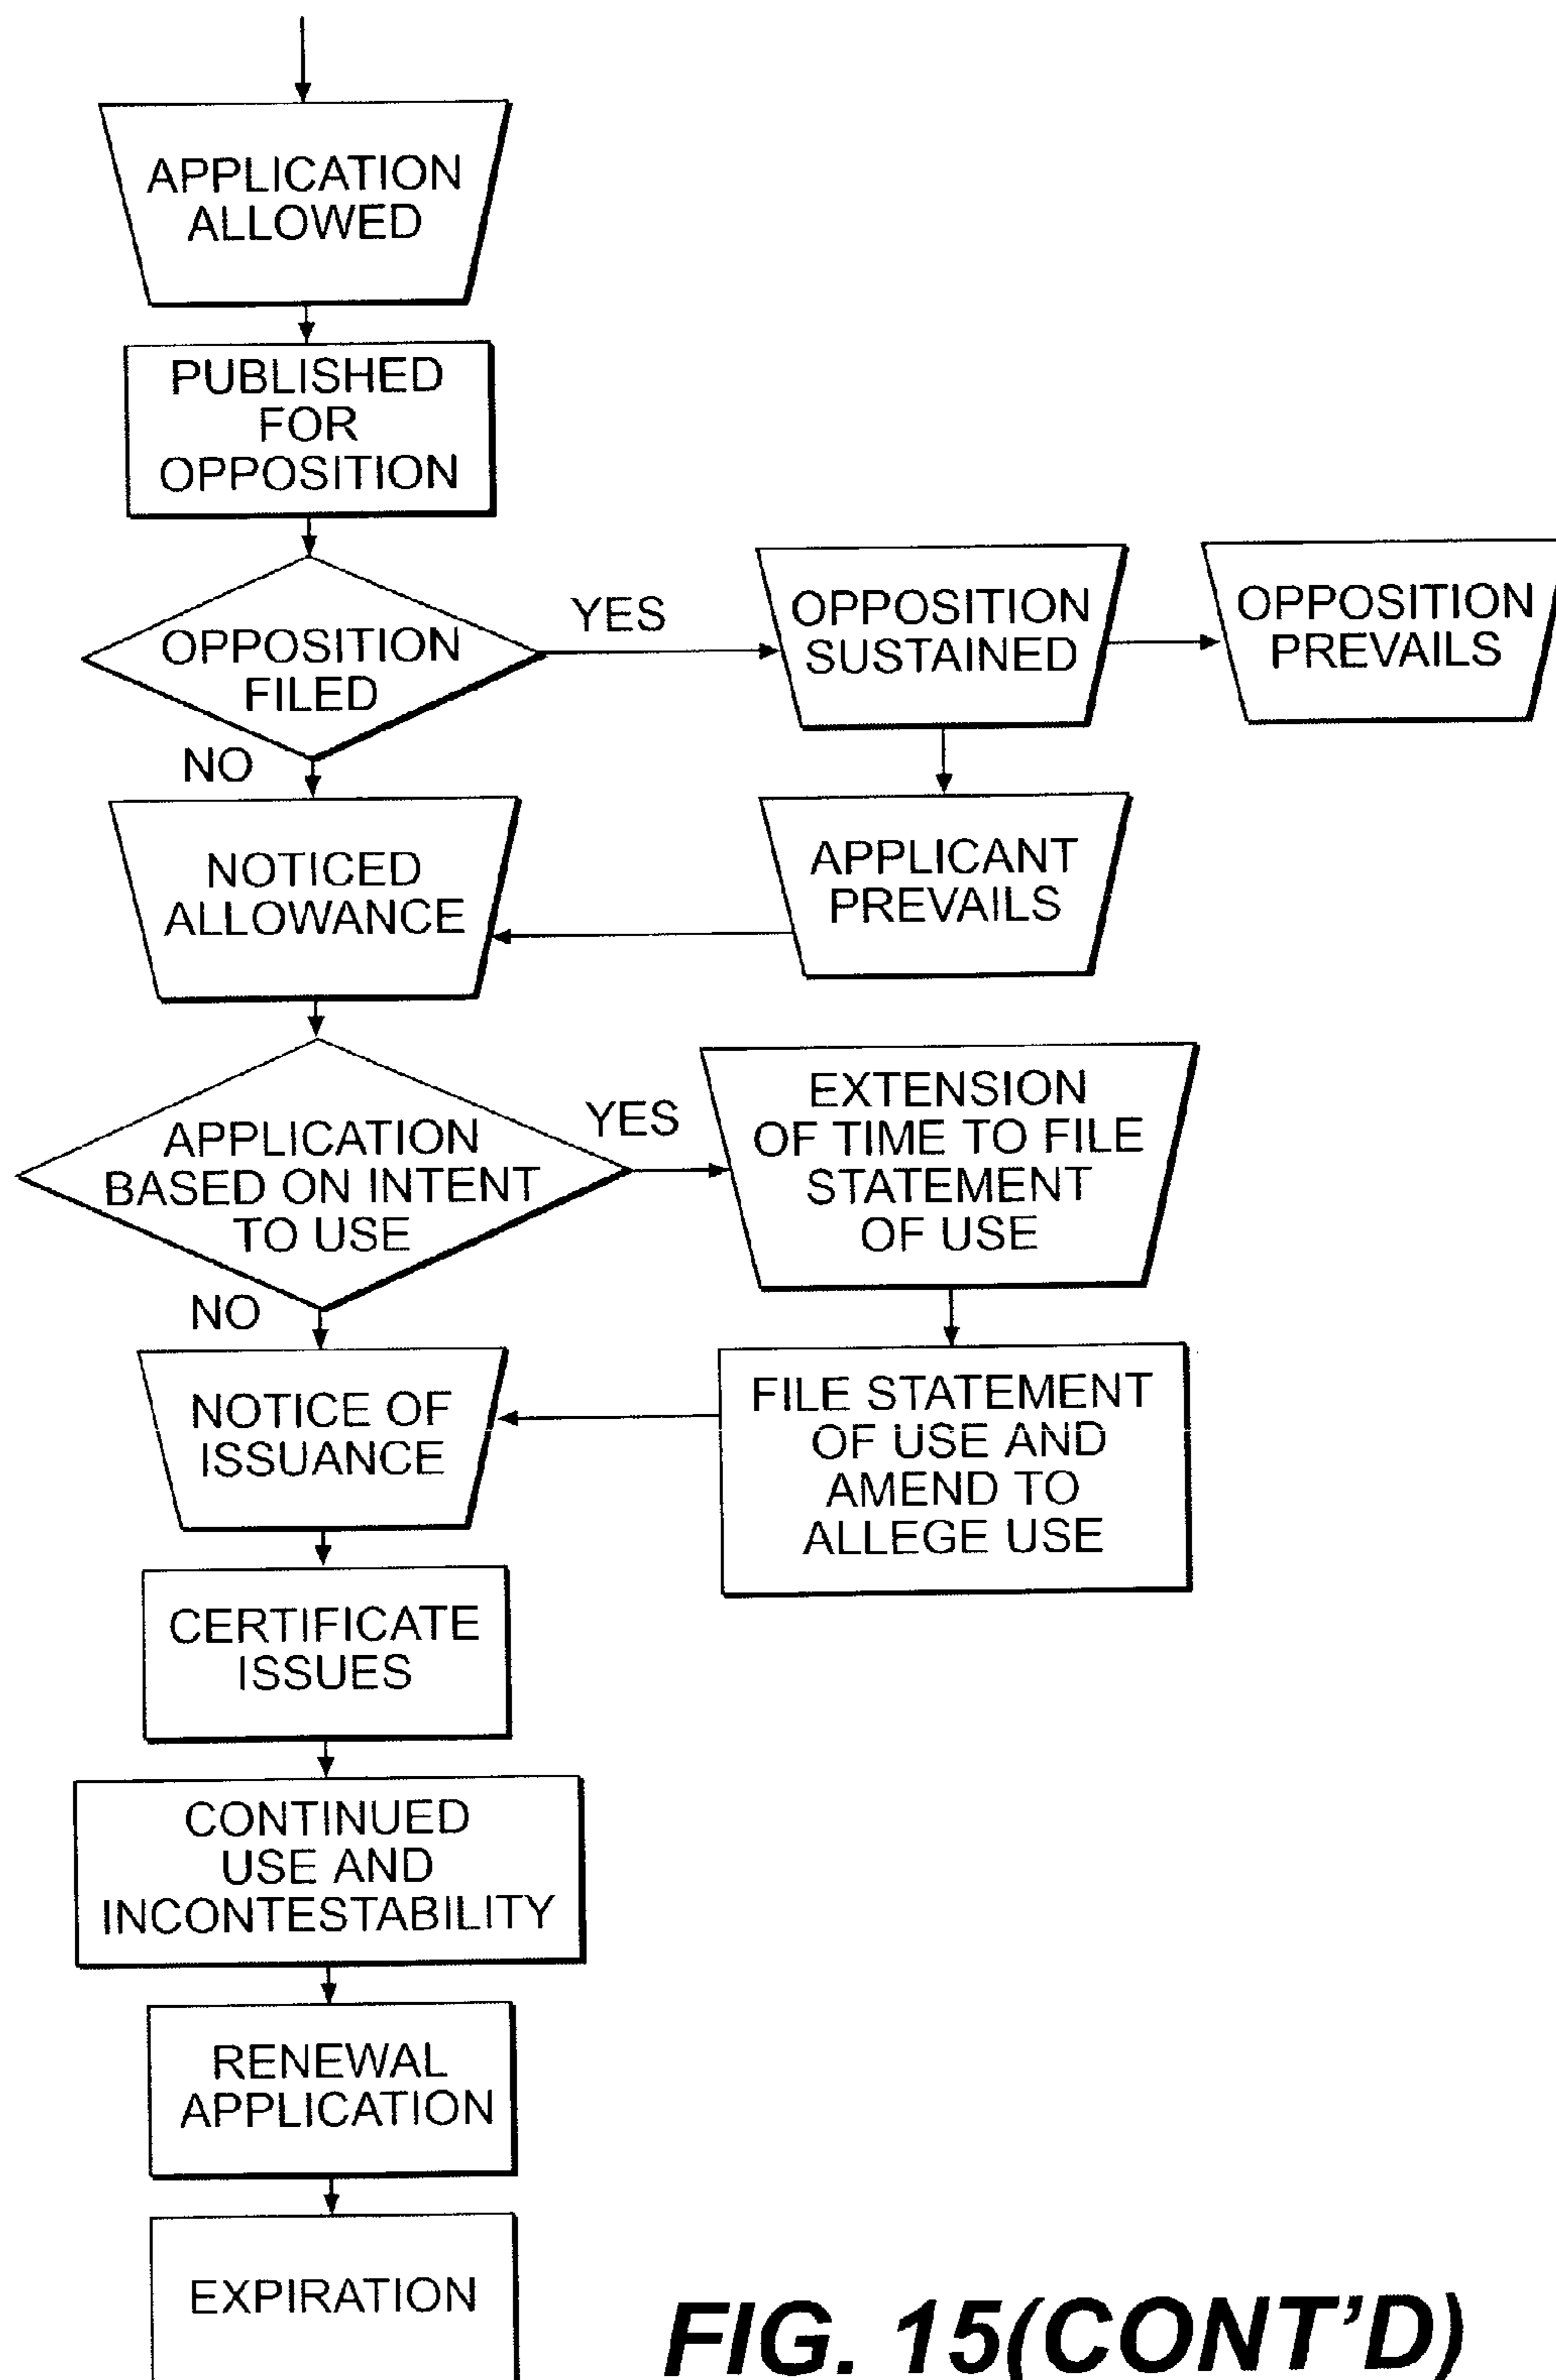 APPLICATION
ALLOWED
PUBLISHED
FOR
OPPOSITION
OPPOSITION
FILED
YES
OPPOSITION
SUSTAINED
OPPOSITION
PREVAILS
NO
NOTICED
ALLOWANCE
APPLICANT
PREVAILS
APPLICATION
BASED ON INTENT
TO USE
YES
EXTENSION
OF TIME TO FILE
STATEMENT
OF USE
NO
NOTICE OF
ISSUANCE
FILE STATEMENT
OF USE AND
AMEND TO
ALLEGE USE
CERTIFICATE
ISSUES
CONTINUED
USE AND
INCONTESTABILITY
RENEWAL
APPLICATION
EXPIRATION
FIG. 15(CONT'D)